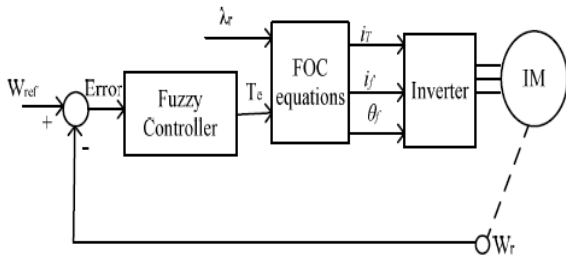 λr
iT
FOC
equations
if
θf
Inverter
IM
Wref
+
-
Error
Fuzzy
Controller
Te
Wr